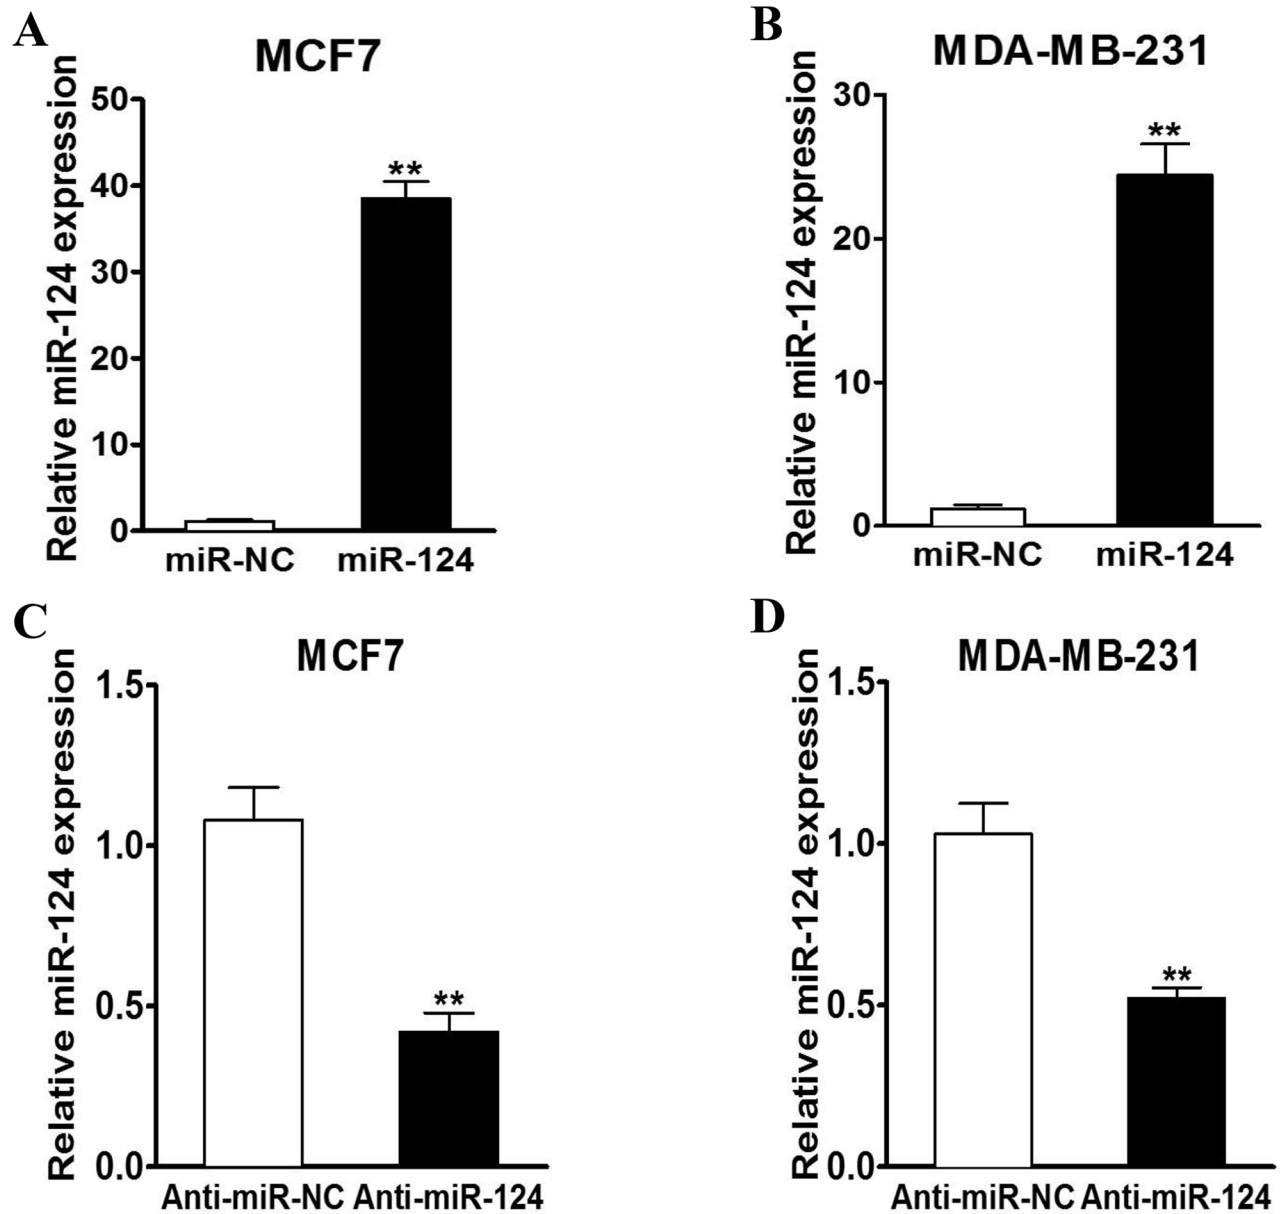 A
MCF7
Relative miR-124 expression
50
40
30
20
10
0
**
miR-NC
miR-124
B
MDA-MB-231
Relative miR-124 expression
30
20
10
0
**
miR-NC
miR-124
C
MCF7
Relative miR-124 expression
1.5
1.0
0.5
0.0
**
Anti-miR-NC
Anti-miR-124
D
MDA-MB-231
Relative miR-124 expression
1.5
1.0
0.5
0.0
**
Anti-miR-NC
Anti-miR-124